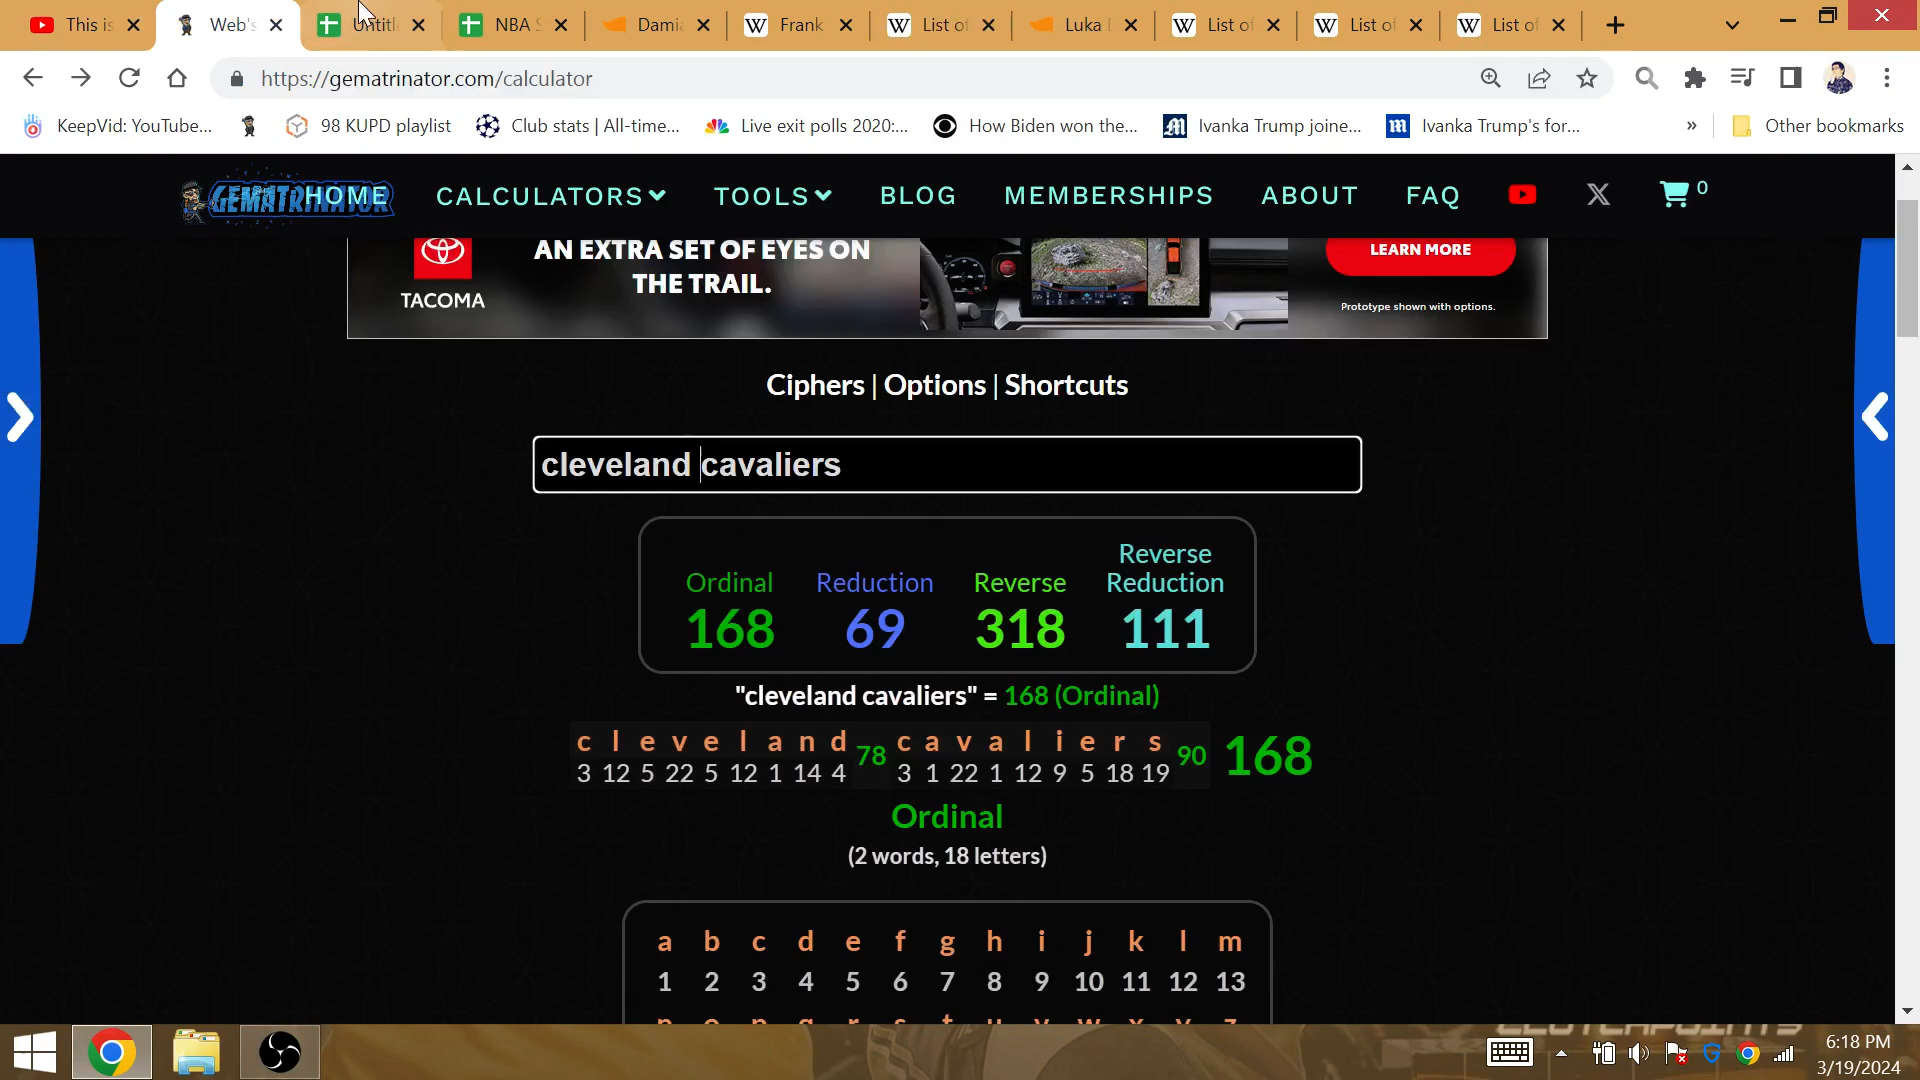 This is
Web's
Untitl
NBA S
Damia
Frank
List of
Luka D
List of
List of
List of
https://gematrinator.com/calculator
KeepVid: YouTube...
98 KUPD playlist
Club stats | All-time...
Live exit polls 2020:...
How Biden won the...
Ivanka Trump joine...
Ivanka Trump's for...
»
Other bookmarks
GEMATRINATOR
HOME
CALCULATORS
TOOLS
BLOG
MEMBERSHIPS
ABOUT
FAQ
0
TACOMA
AN EXTRA SET OF EYES ON
THE TRAIL.
LEARN MORE
Prototype shown with options.
Ciphers | Options | Shortcuts
cleveland cavaliers
Ordinal Reduction Reverse Reverse Reduction
168 69 318 111
"cleveland cavaliers" = 168 (Ordinal)
c l e v e l a n d 78 c a v a l i e r s 90 168
3 12 5 22 5 12 1 14 4 3 1 22 1 12 9 5 18 19
Ordinal
(2 words, 18 letters)
a b c d e f g h i j k l m
1 2 3 4 5 6 7 8 9 10 11 12 13
n o p q r s t u v w x y z
CLUTCHPOINTS
6:18 PM
3/19/2024